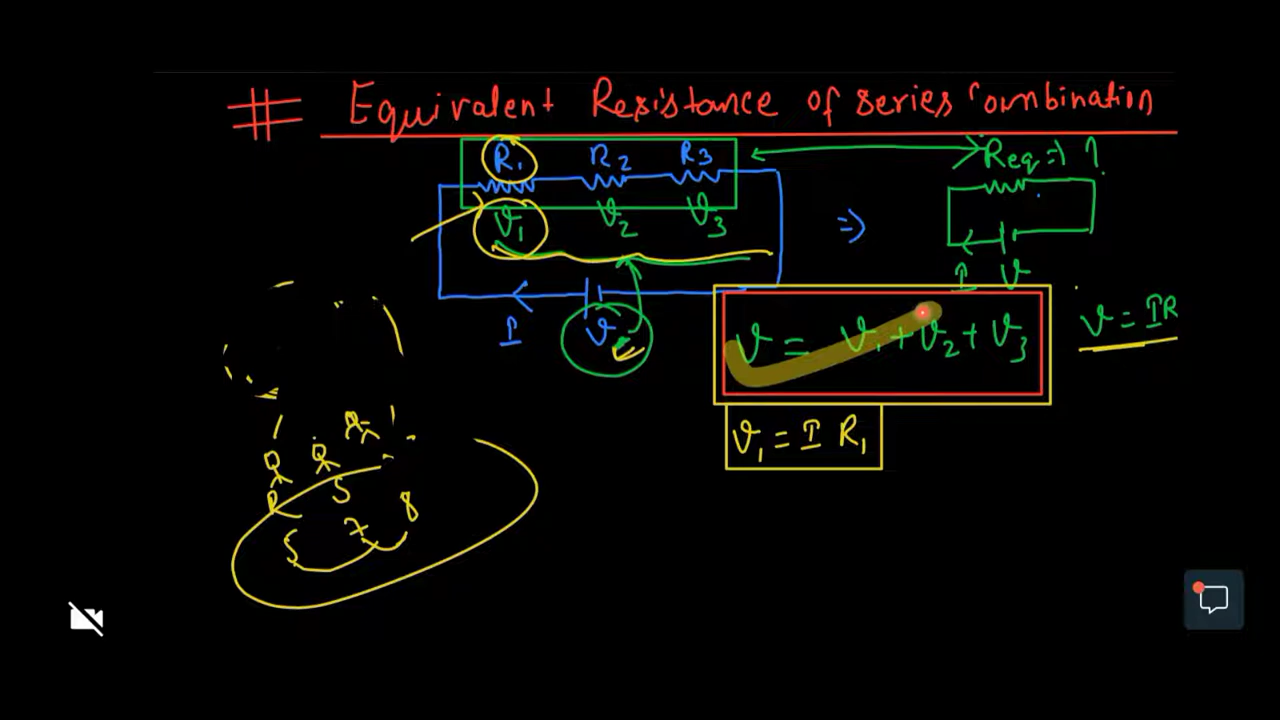 # Equivalent Resistance of series Combination
R1 R2 R3
Req => ?
V1 V2 V3
=>
I V
I V
V = V1 + V2 + V3
V = IR
V1 = I R1
5
7 8
5